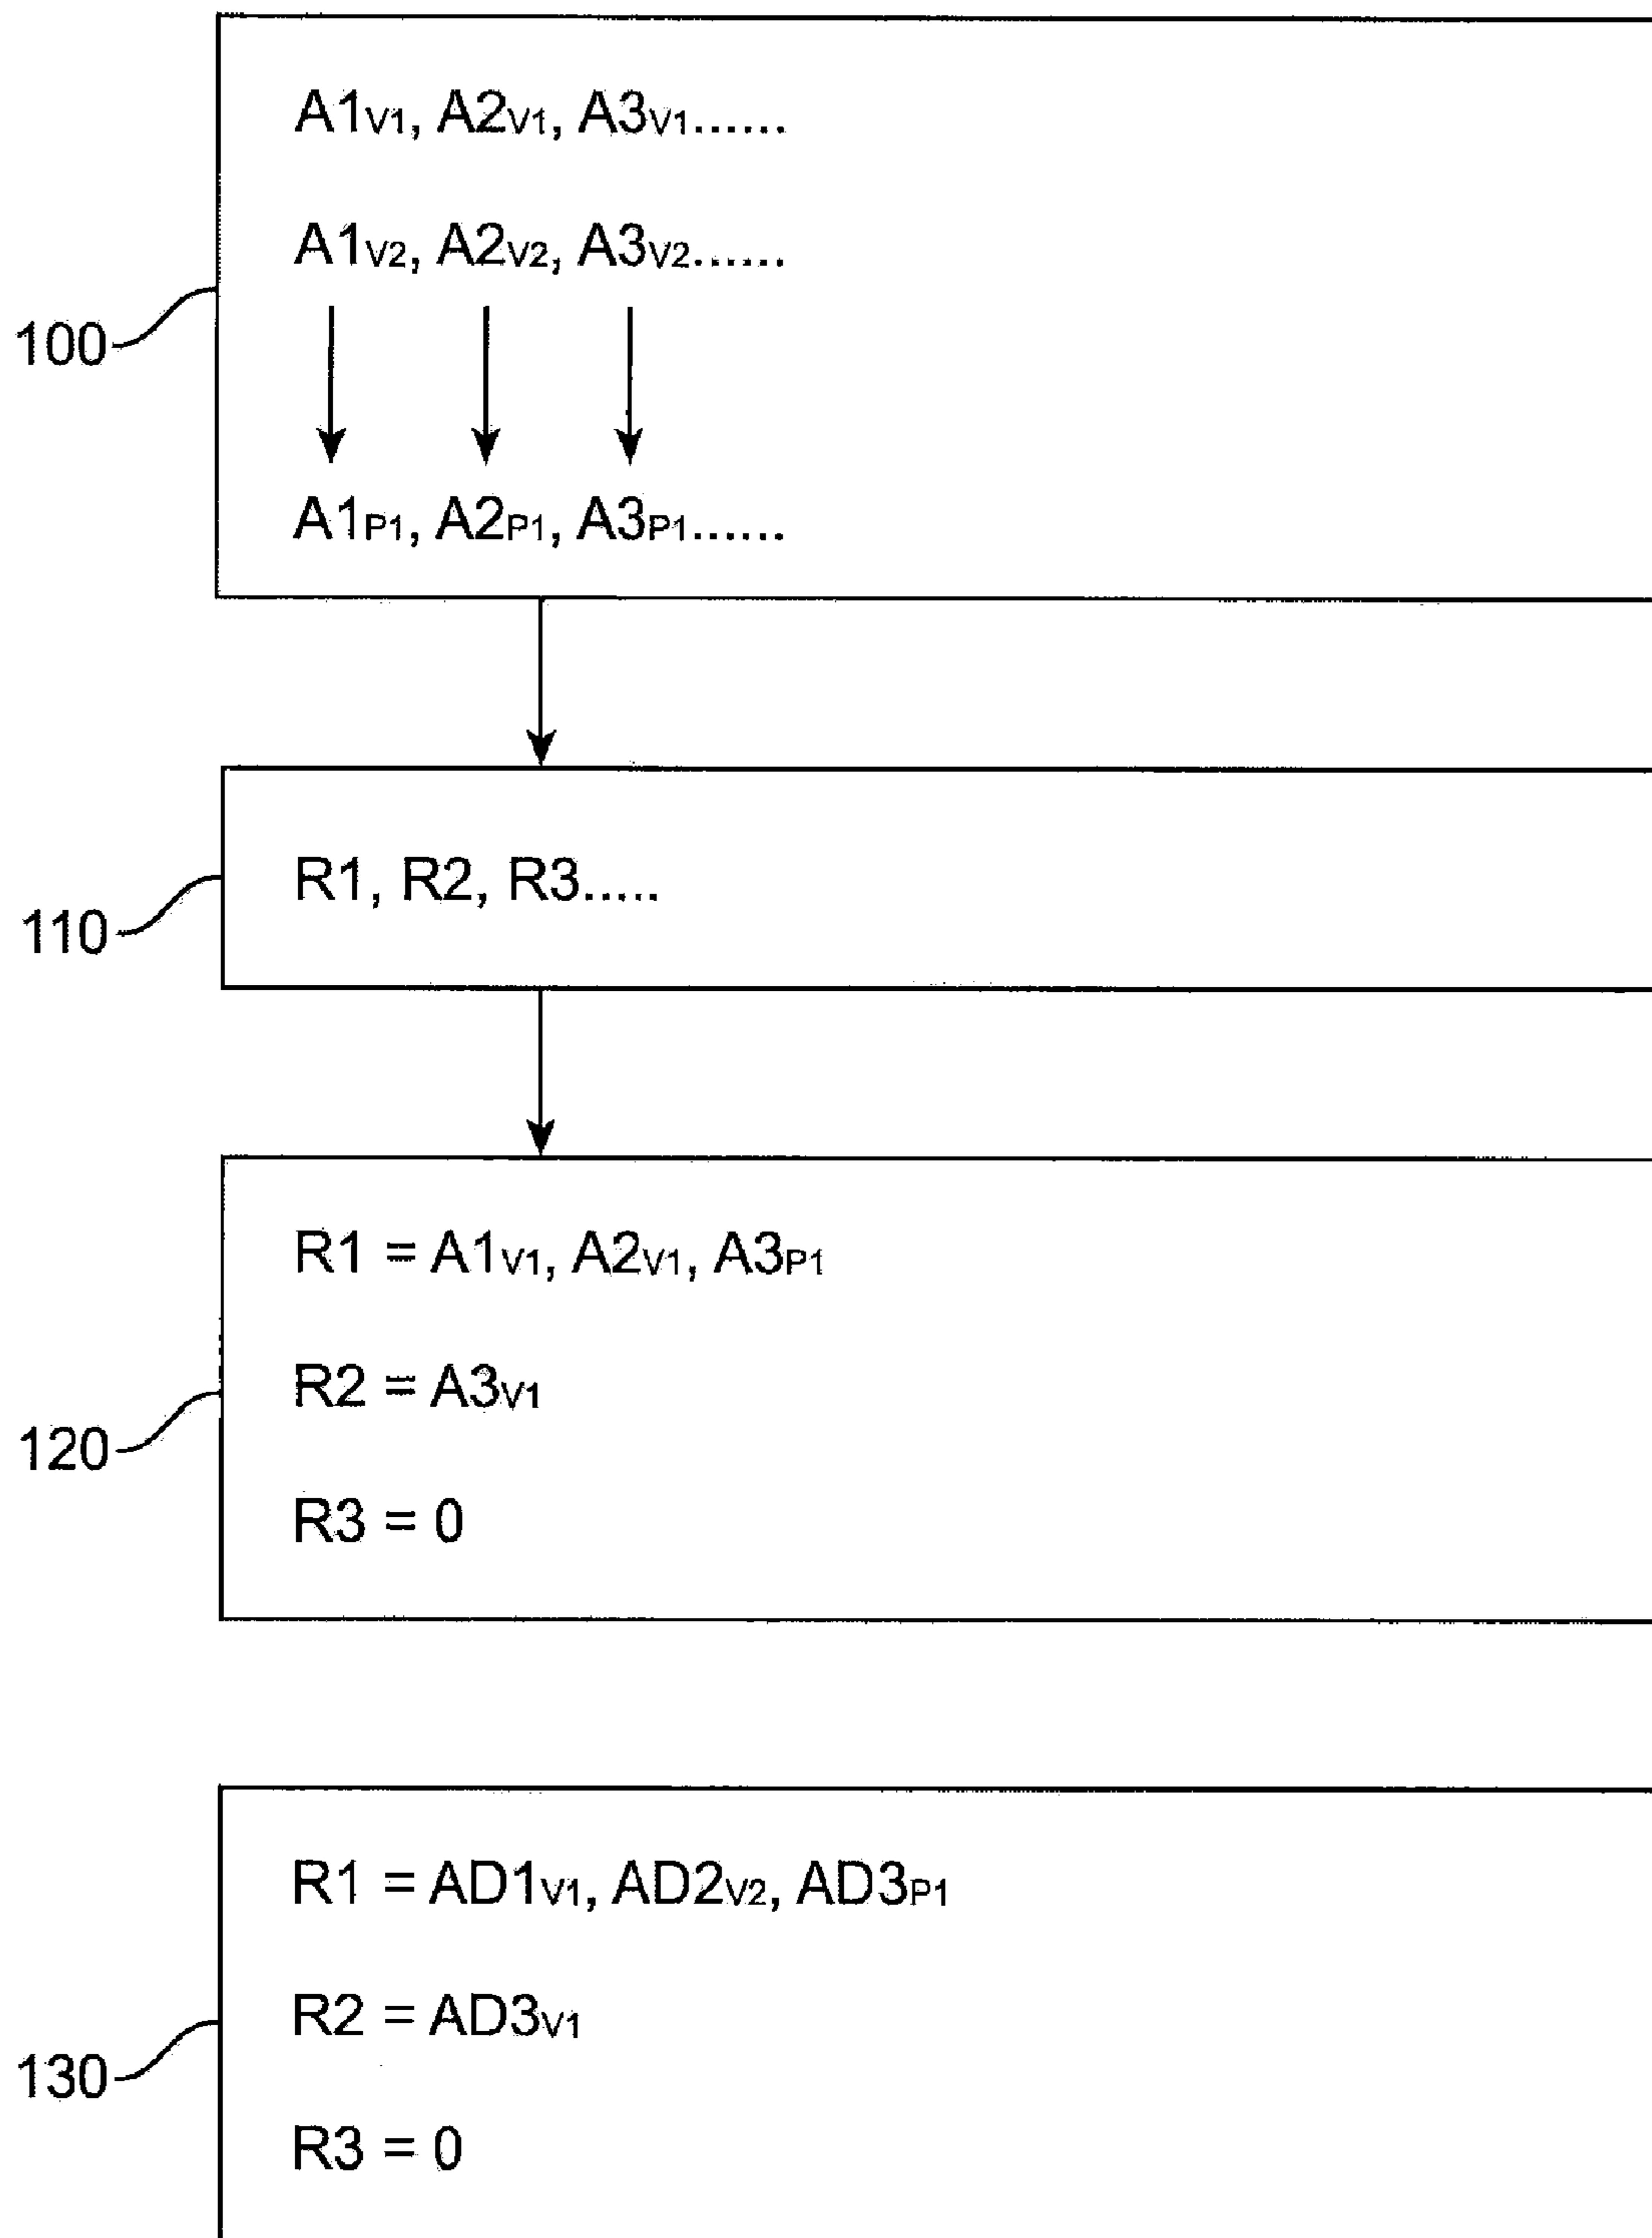 A1V1, A2V1, A3V1......
A1V2, A2V2, A3V2......
100
A1P1, A2P1, A3P1......
R1, R2, R3.....
110
R1 = A1V1, A2V1, A3P1
R2 = A3V1
120
R3 = 0
R1 = AD1V1, AD2V2, AD3P1
R2 = AD3V1
130
R3 = 0